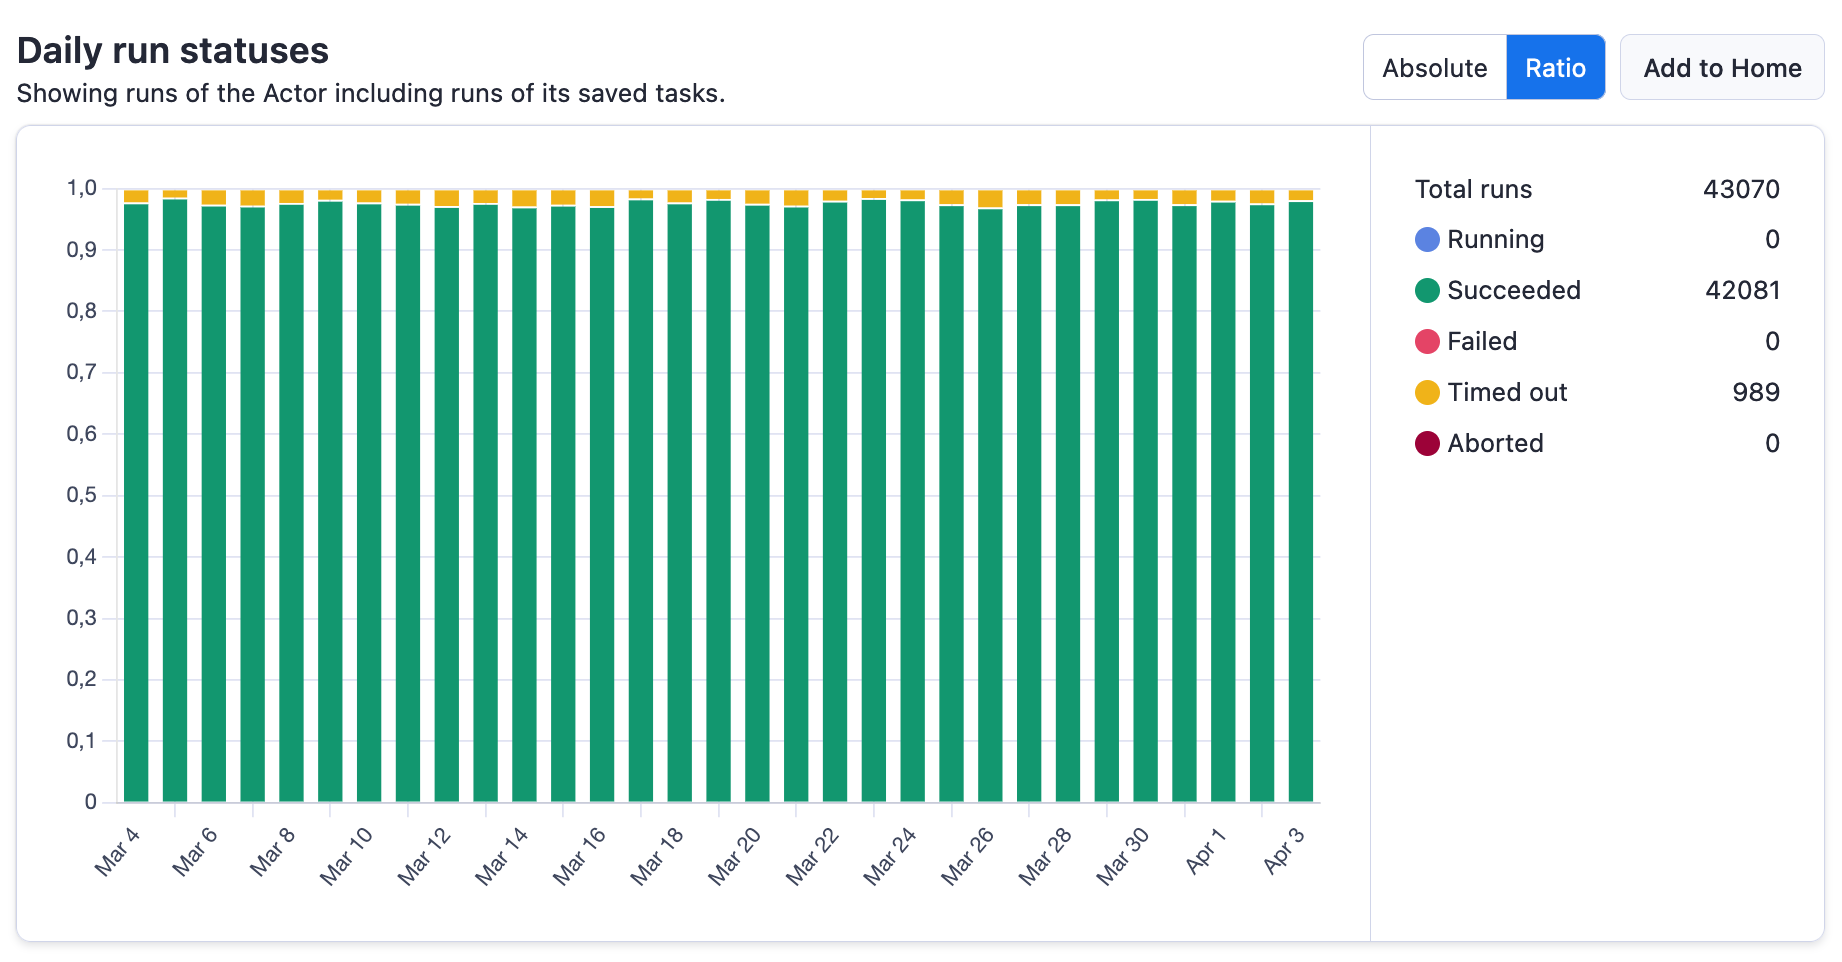 Daily run statuses
Showing runs of the Actor including runs of its saved tasks.
Absolute
Ratio
Add to Home
1,0
0,9
0,8
0,7
0,6
0,5
0,4
0,3
0,2
0,1
0
Mar 4
Mar 6
Mar 8
Mar 10
Mar 12
Mar 14
Mar 16
Mar 18
Mar 20
Mar 22
Mar 24
Mar 26
Mar 28
Mar 30
Apr 1
Apr 3
Total runs 43070
Running 0
Succeeded 42081
Failed 0
Timed out 989
Aborted 0